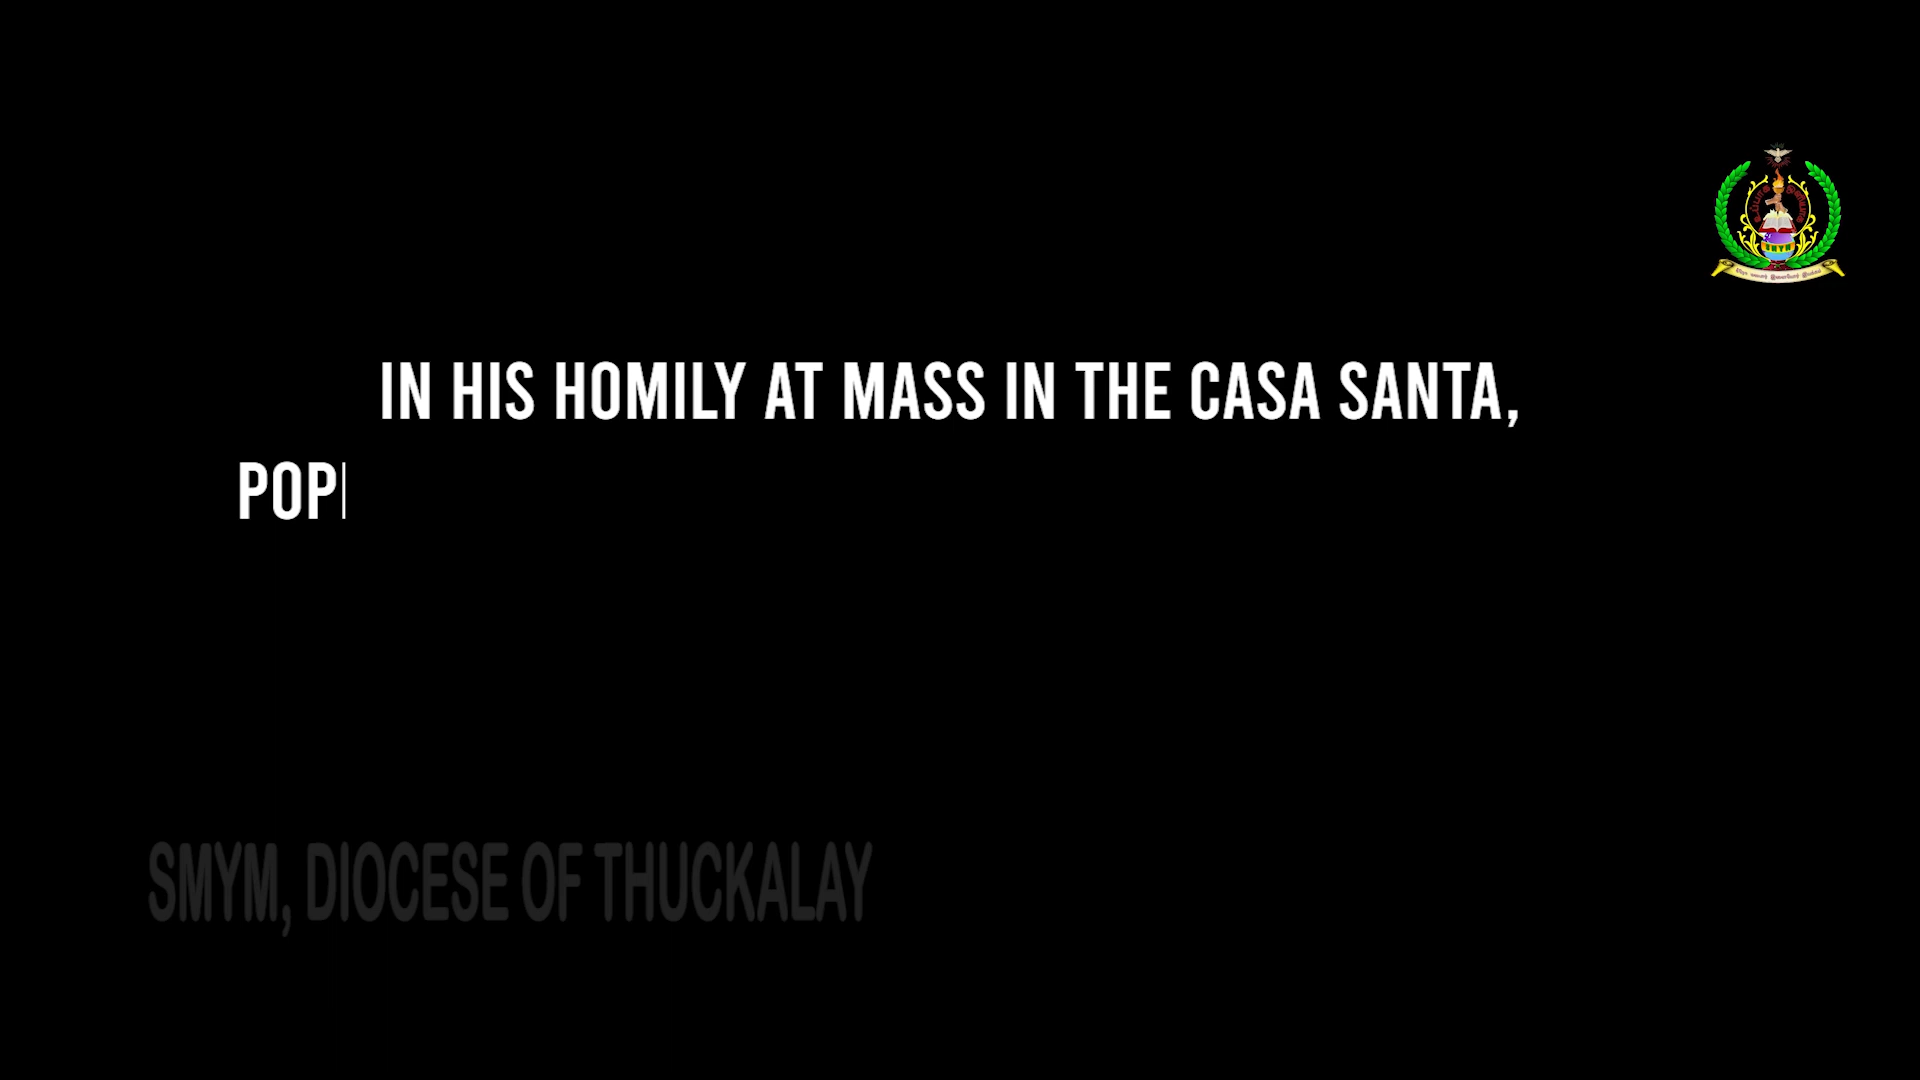 IN HIS HOMILY AT MASS IN THE CASA SANTA,
POP
SMYM, DIOCESE OF THUCKALAY